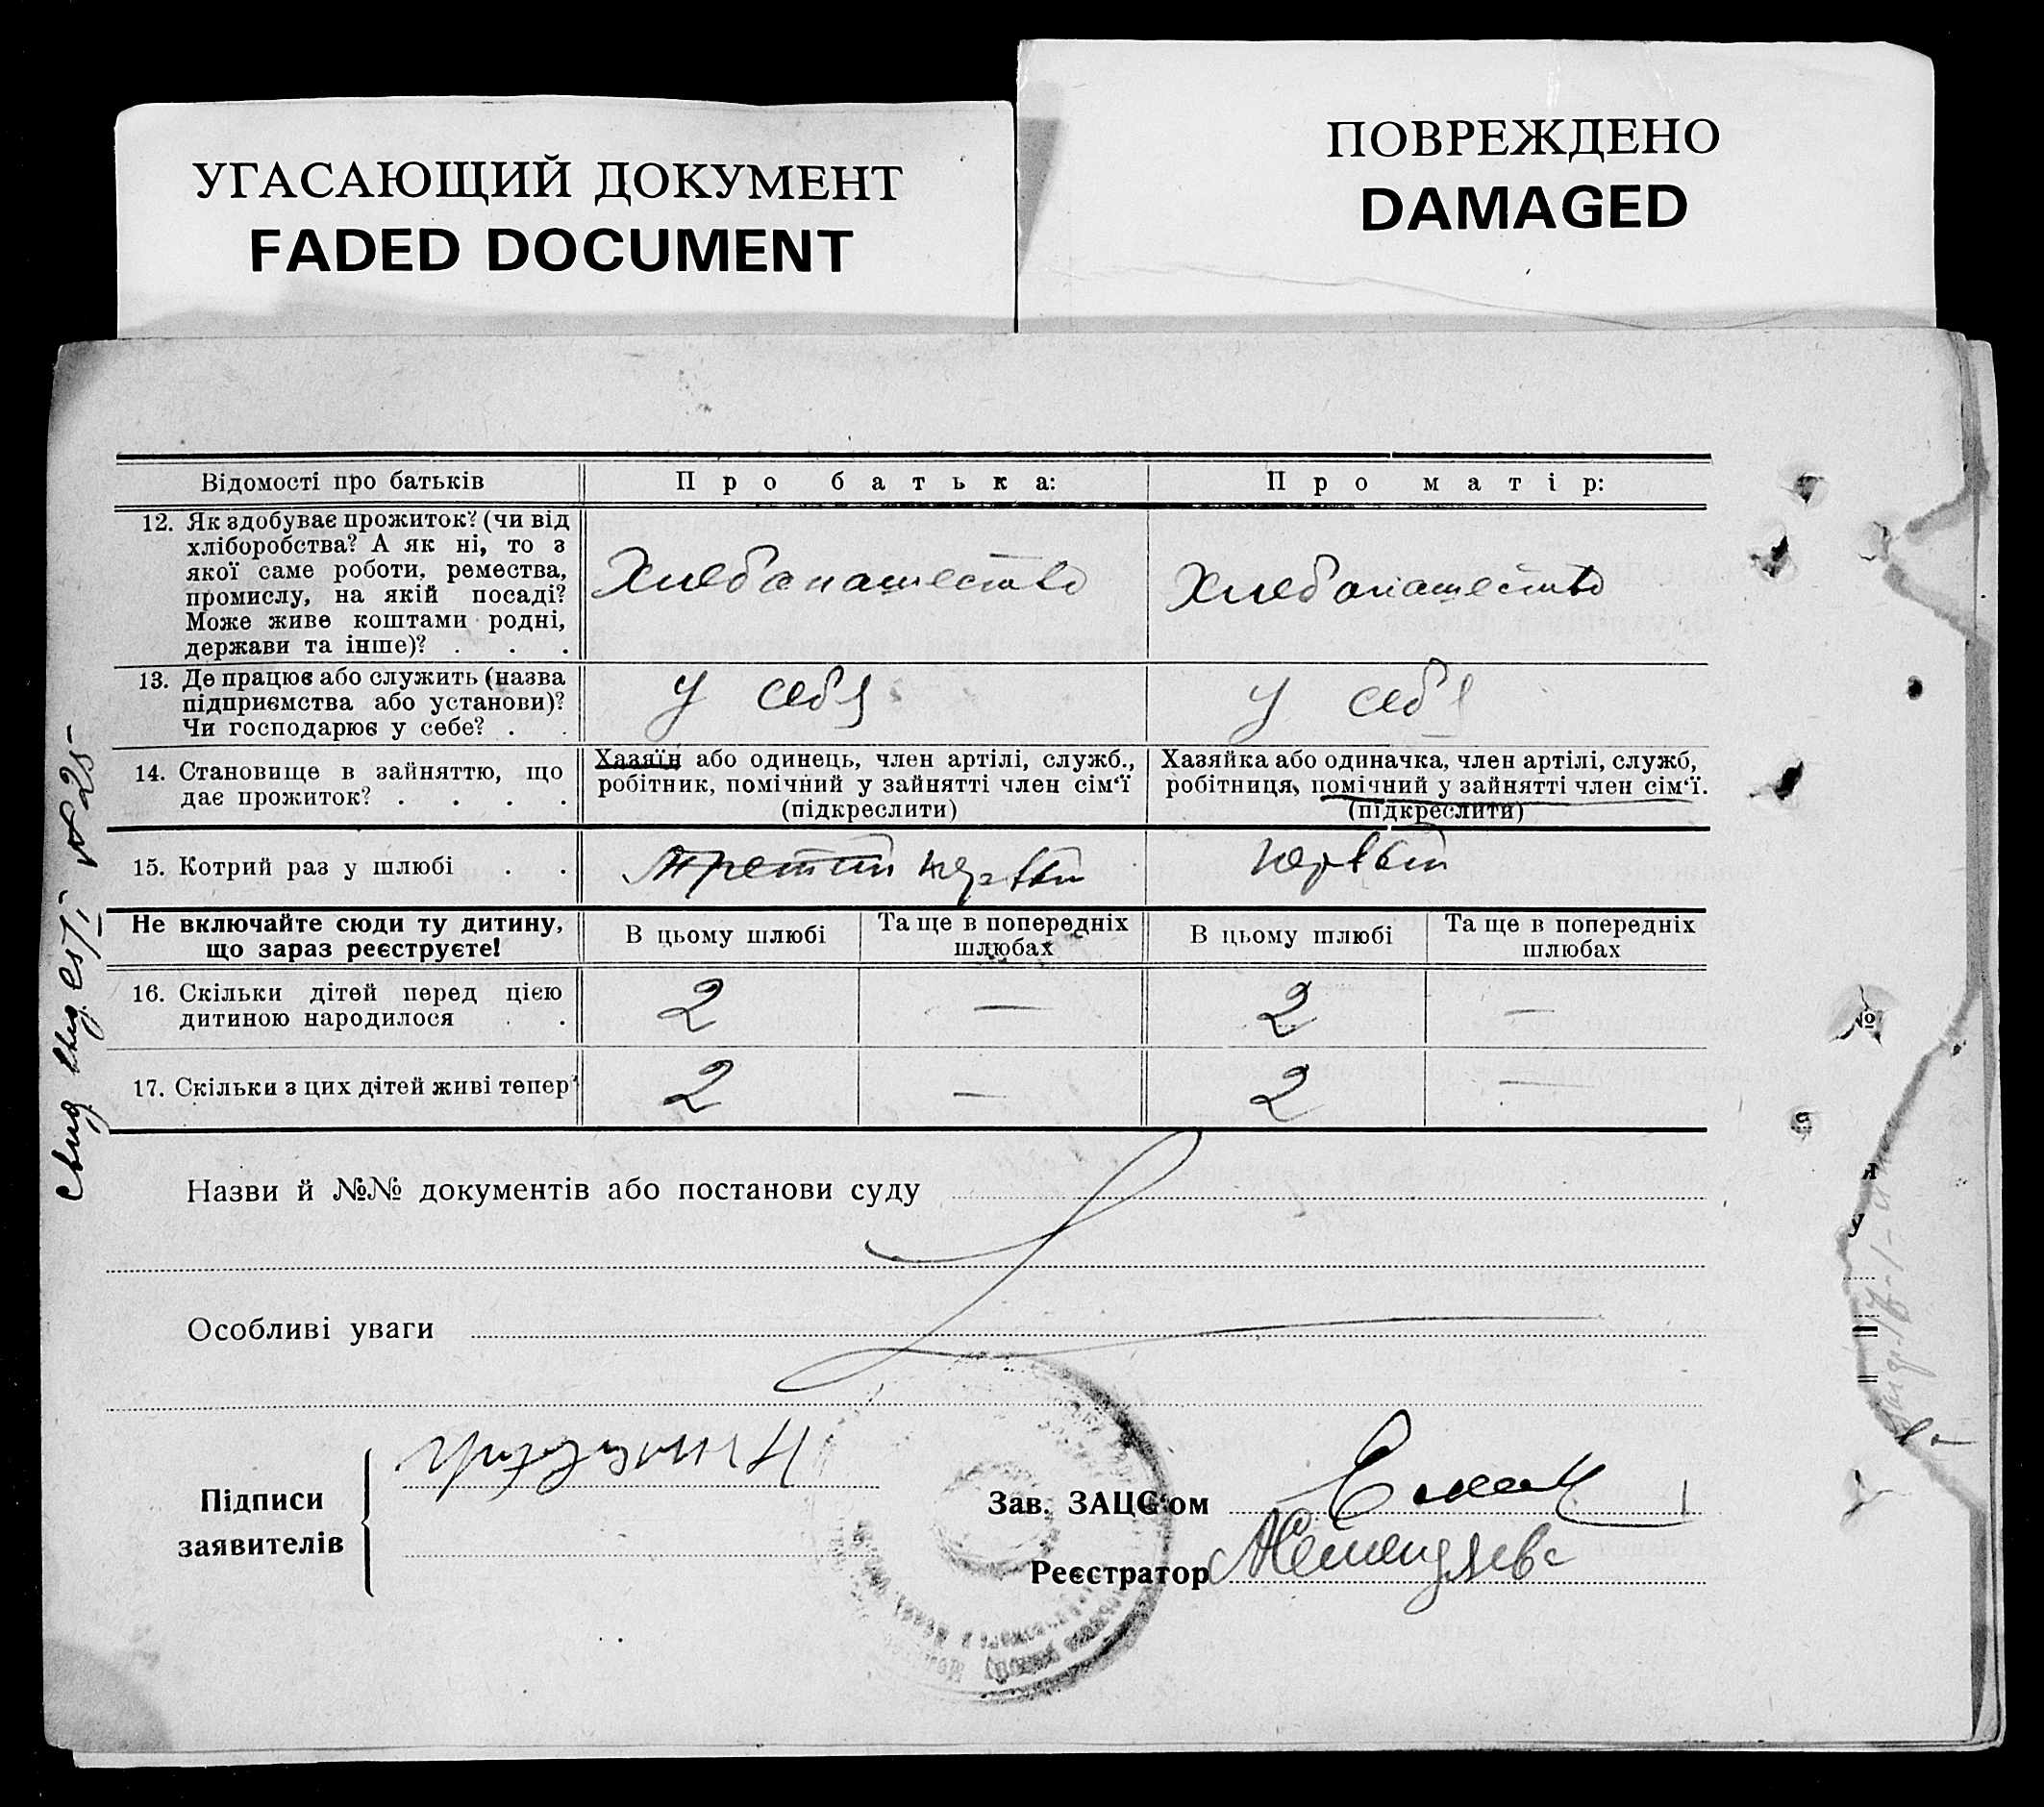 УГАСАЮЩИЙ ДОКУМЕНТ
FADED DOCUMENT
ПОВРЕЖДЕНО
DAMAGED
Відомості про батьків
Про батька:
Про матір:
12. Як здобуває прожиток? (чи від
хліборобства? А як ні, то з
якої саме роботи, ремества,
промислу, на якій посаді?
Може живе коштами родні,
держави та інше)? . . .
Хлебопашество
Хлебопашество
13. Де працює або служить (назва
підприємства або установи)?
Чи господарює у себе? . .
У себя
У себя
14. Становище в зайняттю, що
дає прожиток? . . . .
Хазяїн або одинець, член артілі, служб.,
робітник, помічний у зайнятті член сім'ї
(підкреслити)
Хазяйка або одиначка, член артілі, служб,
робітниця, помічний у зайнятті член сім'ї.
(підкреслити)
15. Котрий раз у шлюбі . .
третий первый
первый
Не включайте сюди ту дитину,
що зараз реєструєте!
В цьому шлюбі
Та ще в попередніх
шлюбах
В цьому шлюбі
Та ще в попередніх
шлюбах
16. Скільки дітей перед цією
дитиною народилося . .
2 — 2 —
17. Скільки з цих дітей живі тепер
2 — 2 —
Назви й №№ документів або постанови суду
Особливі уваги
Підписи
заявителів
Зав. ЗАЦС'ом
Реєстратор
№
я
у